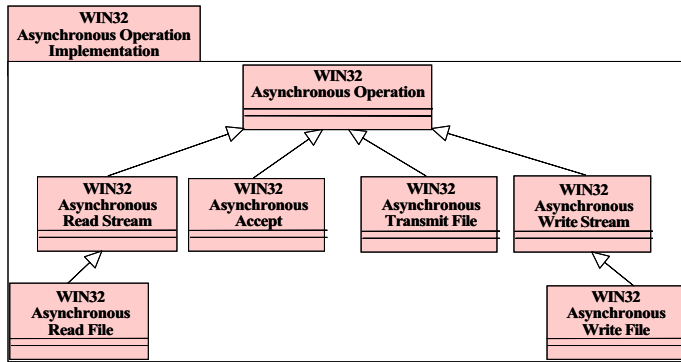 WIN32
Asynchronous Operation
Implementation
WIN32
Asynchronous Operation
WIN32
Asynchronous
Read Stream
WIN32
Asynchronous
Accept
WIN32
Asynchronous
Transmit File
WIN32
Asynchronous
Write Stream
WIN32
Asynchronous
Read File
WIN32
Asynchronous
Write File